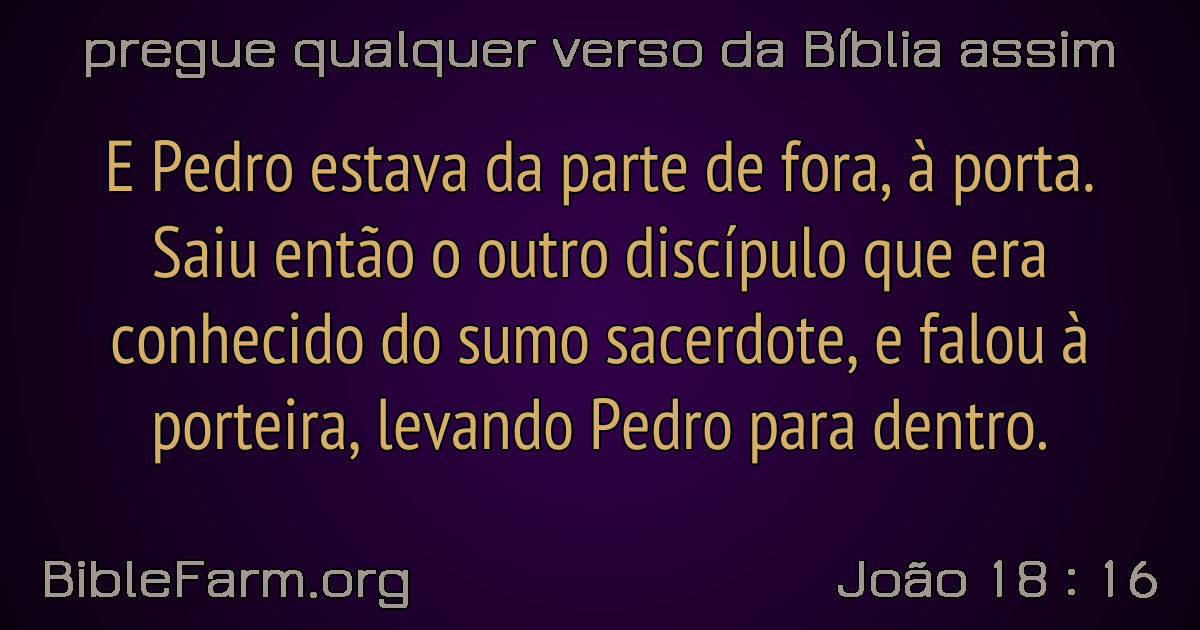 pregue qualquer verso da Bíblia assim
E Pedro estava da parte de fora, à porta.
Saiu então o outro discípulo que era
conhecido do sumo sacerdote, e falou à
porteira, levando Pedro para dentro.
BibleFarm.org
João 18 : 16